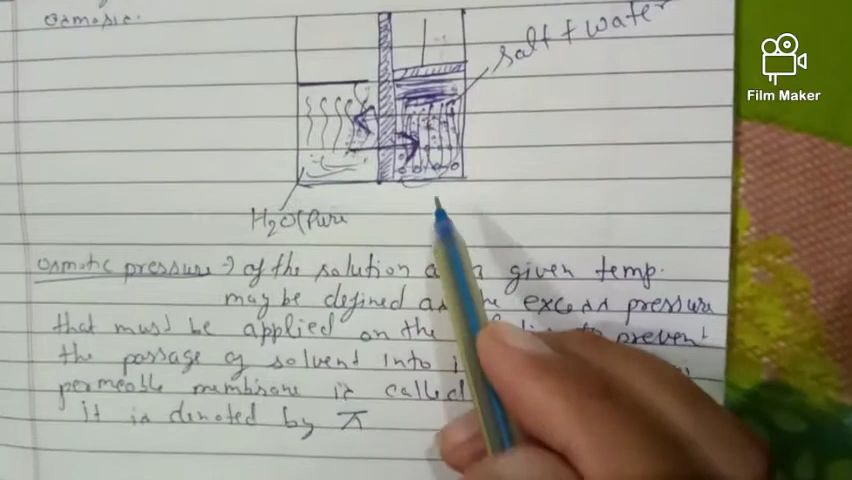 osmosis.
salt + water
Film Maker
H2O (Pure
Osmotic pressure → of the solution a given temp.
may be defined as the excess pressure
that must be applied on the to prevent
the passage of solvent into
permeable membrane is called
it is denoted by π